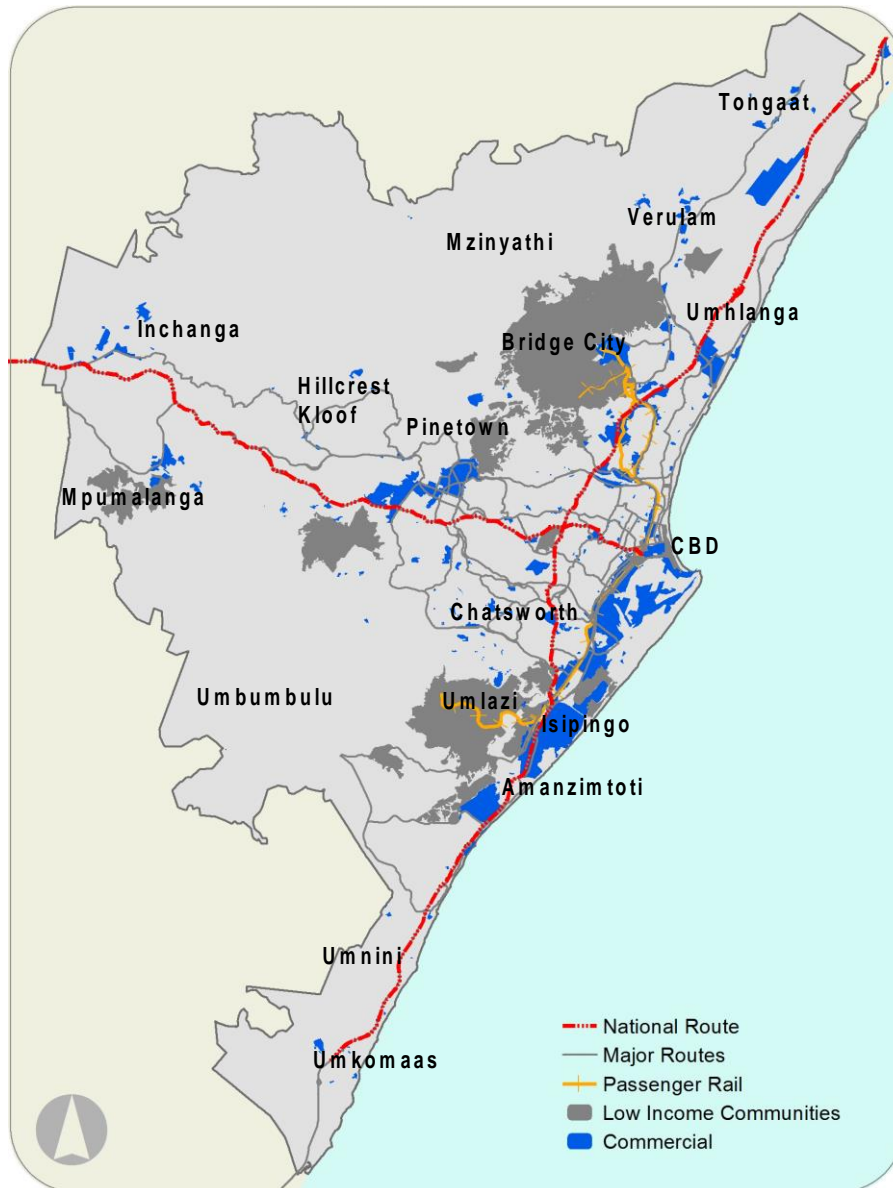 Tongaat
Verulam
Mzinyathi
Umhlanga
Inchanga
Bridge City
Hillcrest
Kloof
Pinetown
Mpumalanga
CBD
Chatsworth
Umbumbulu
Umlazi
Isipingo
Amanzimtoti
Umnini
Umkomaas
National Route
Major Routes
Passenger Rail
Low Income Communities
Commercial